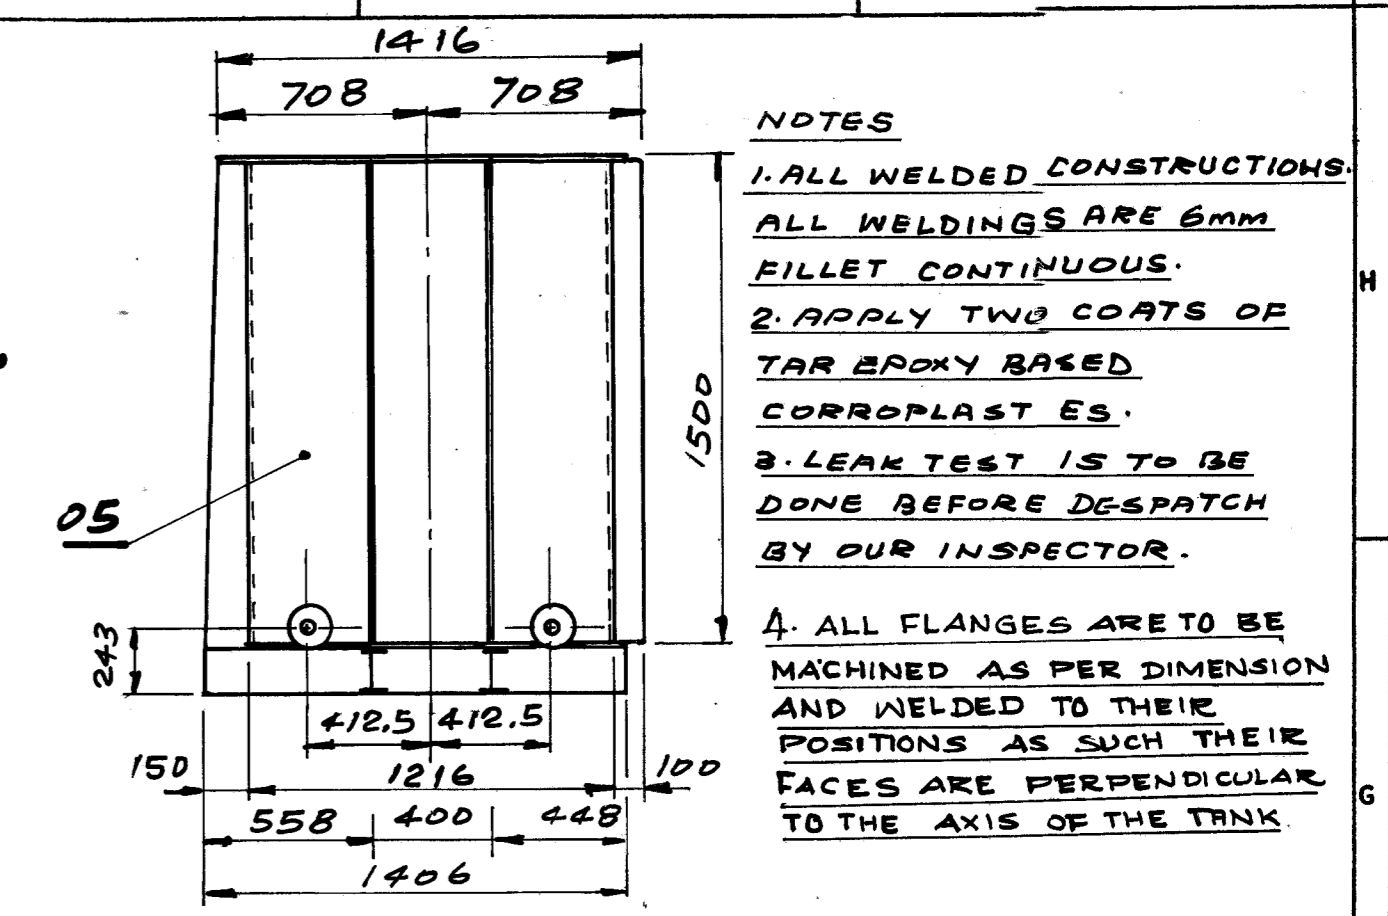 1416
708 708
NOTES
1. ALL WELDED CONSTRUCTIONS.
ALL WELDINGS ARE 6mm
FILLET CONTINUOUS.
2. APPLY TWO COATS OF
TAR EPOXY BASED
CORROPLAST ES.
3. LEAK TEST IS TO BE
DONE BEFORE DESPATCH
BY OUR INSPECTOR.
4. ALL FLANGES ARE TO BE
MACHINED AS PER DIMENSION
AND WELDED TO THEIR
POSITIONS AS SUCH THEIR
FACES ARE PERPENDICULAR
TO THE AXIS OF THE TANK
H
G
1500
05
243
412.5 412.5
150 1216 100
558 400 448
1406